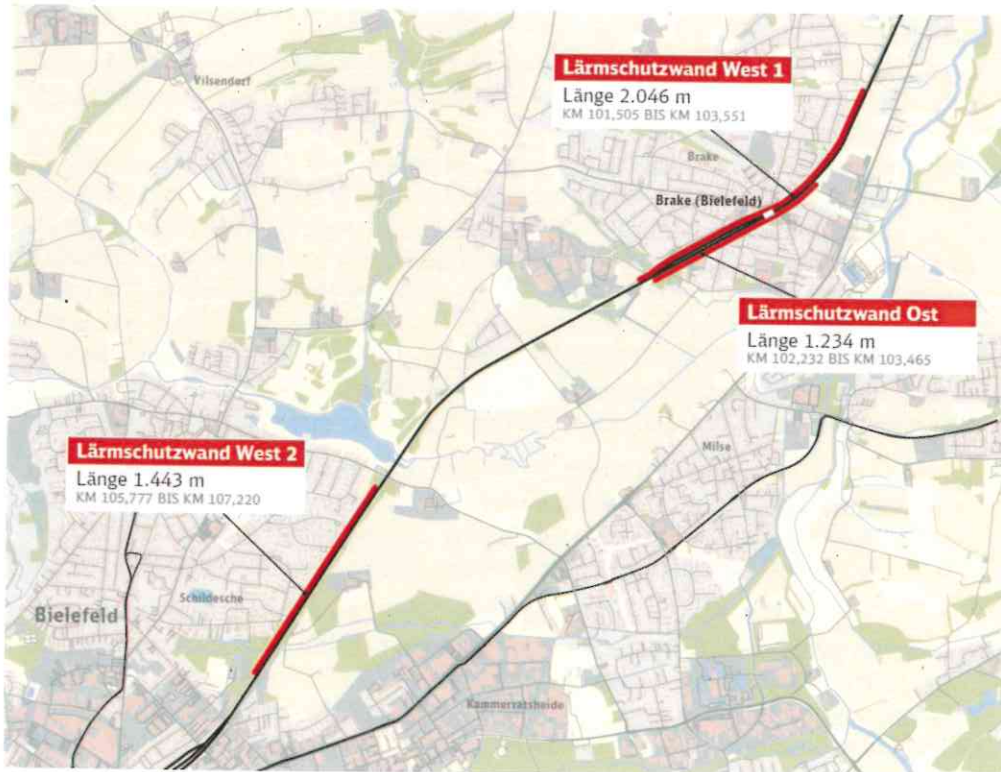 Vilsendorf
Lärmschutzwand West 1
Länge 2.046 m
KM 101,505 BIS KM 103,551
Brake
Brake (Bielefeld)
Lärmschutzwand Ost
Länge 1.234 m
KM 102,232 BIS KM 103,465
Lärmschutzwand West 2
Länge 1.443 m
KM 105,777 BIS KM 107,220
Milse
Schildesche
Bielefeld
Kammerratsheide